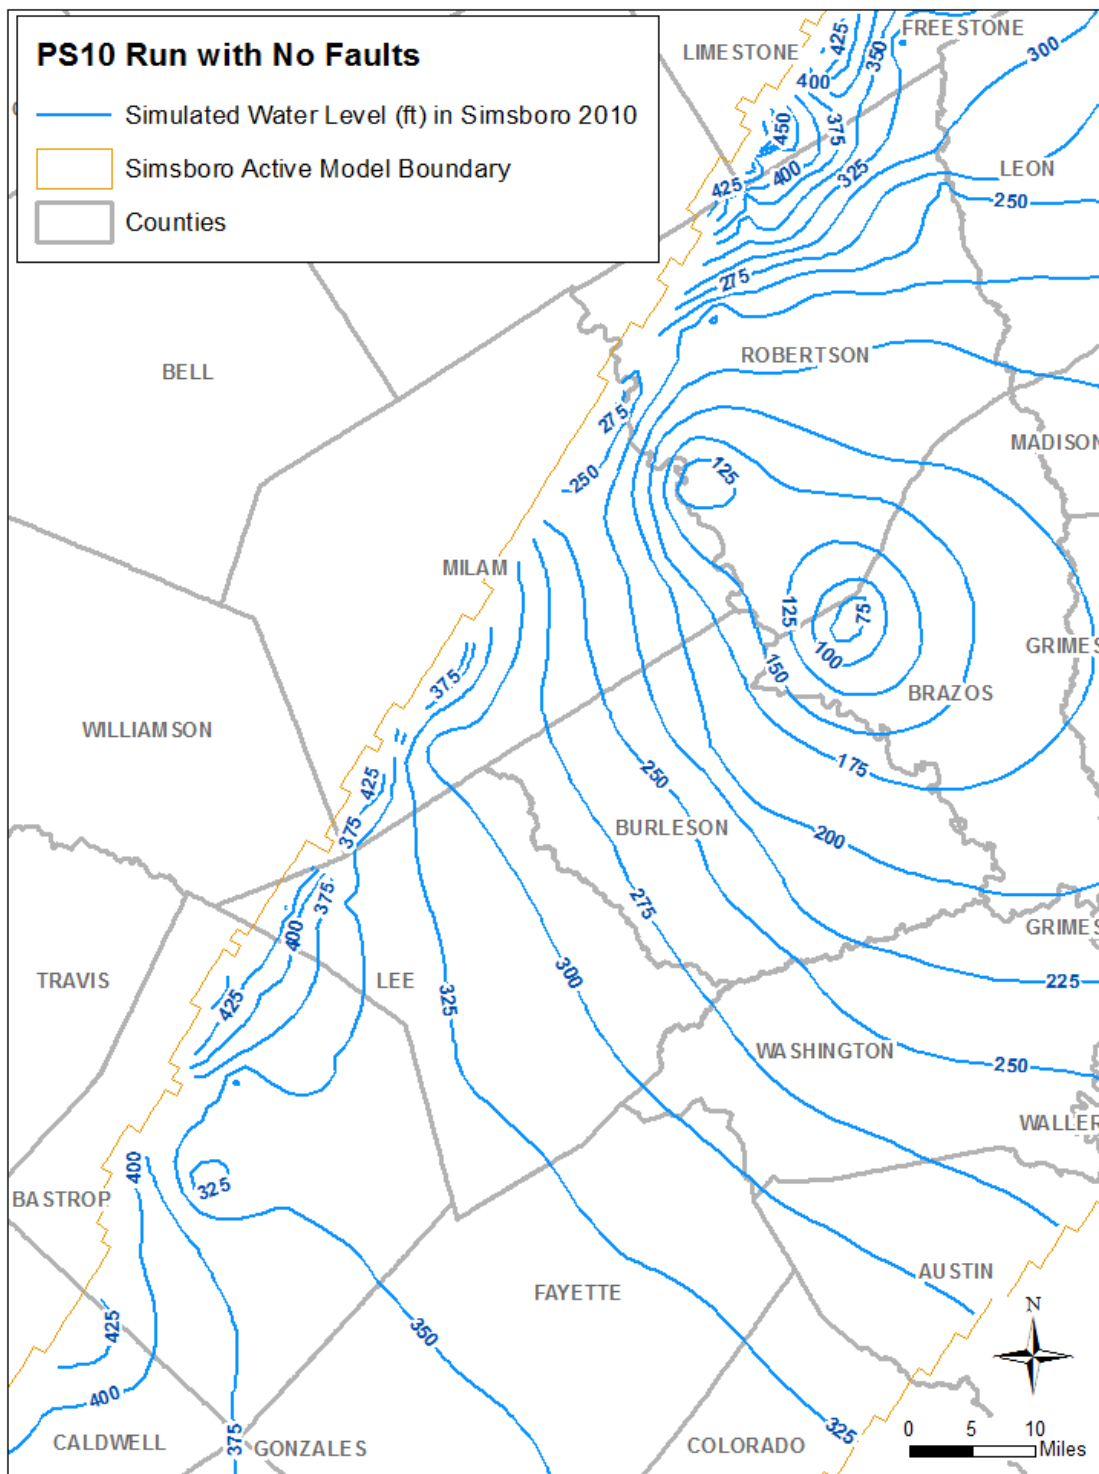 PS10 Run with No Faults
Simulated Water Level (ft) in Simsboro 2010
Simsboro Active Model Boundary
Counties
LIMESTONE
FREESTONE
425
350
300
400
450
375
400
325
425
LEON
250
275
ROBERTSON
BELL
275
MADISON
125
250
MILAM
125
75
100
GRIMES
150
375
BRAZOS
WILLIAMSON
175
250
425
375
BURLESON
200
375
275
400
GRIMES
300
TRAVIS
LEE
225
325
425
WASHINGTON
250
WALLER
400
325
BASTROP
AUSTIN
FAYETTE
N
425
350
400
325
375
CALDWELL
GONZALES
COLORADO
0 5 10
Miles